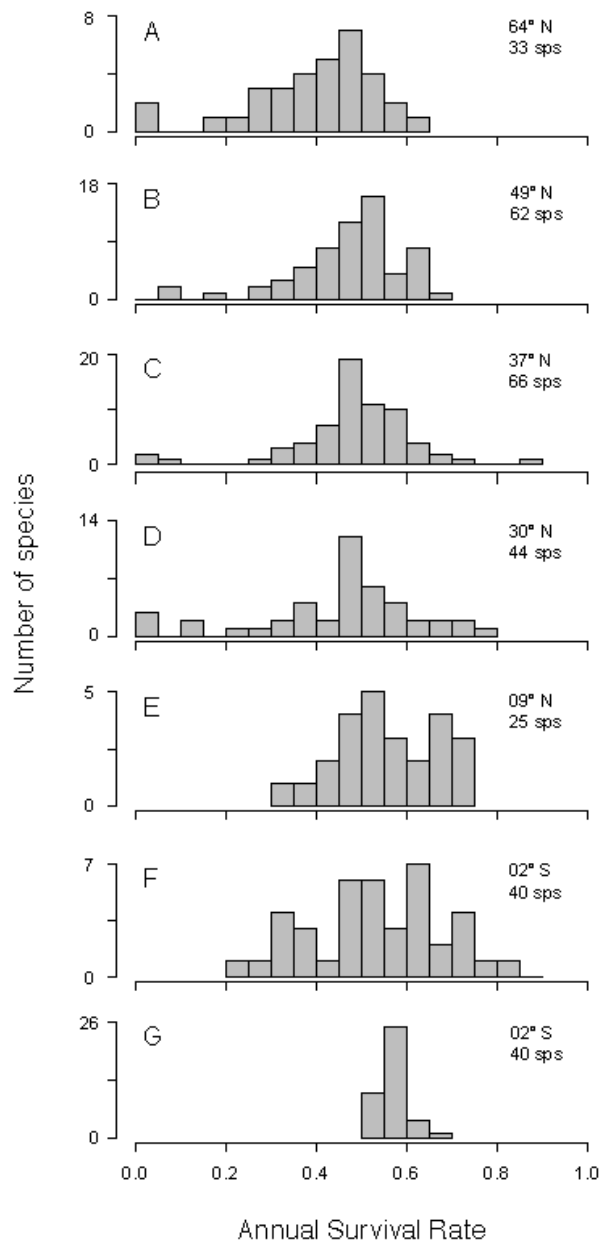 8
A
64° N
33 sps
0
18
B
49° N
62 sps
0
20
C
37° N
66 sps
0
14
D
30° N
44 sps
0
5
E
09° N
25 sps
0
7
F
02° S
40 sps
0
26
G
02° S
40 sps
0
0.0 0.2 0.4 0.6 0.8 1.0
Number of species
Annual Survival Rate